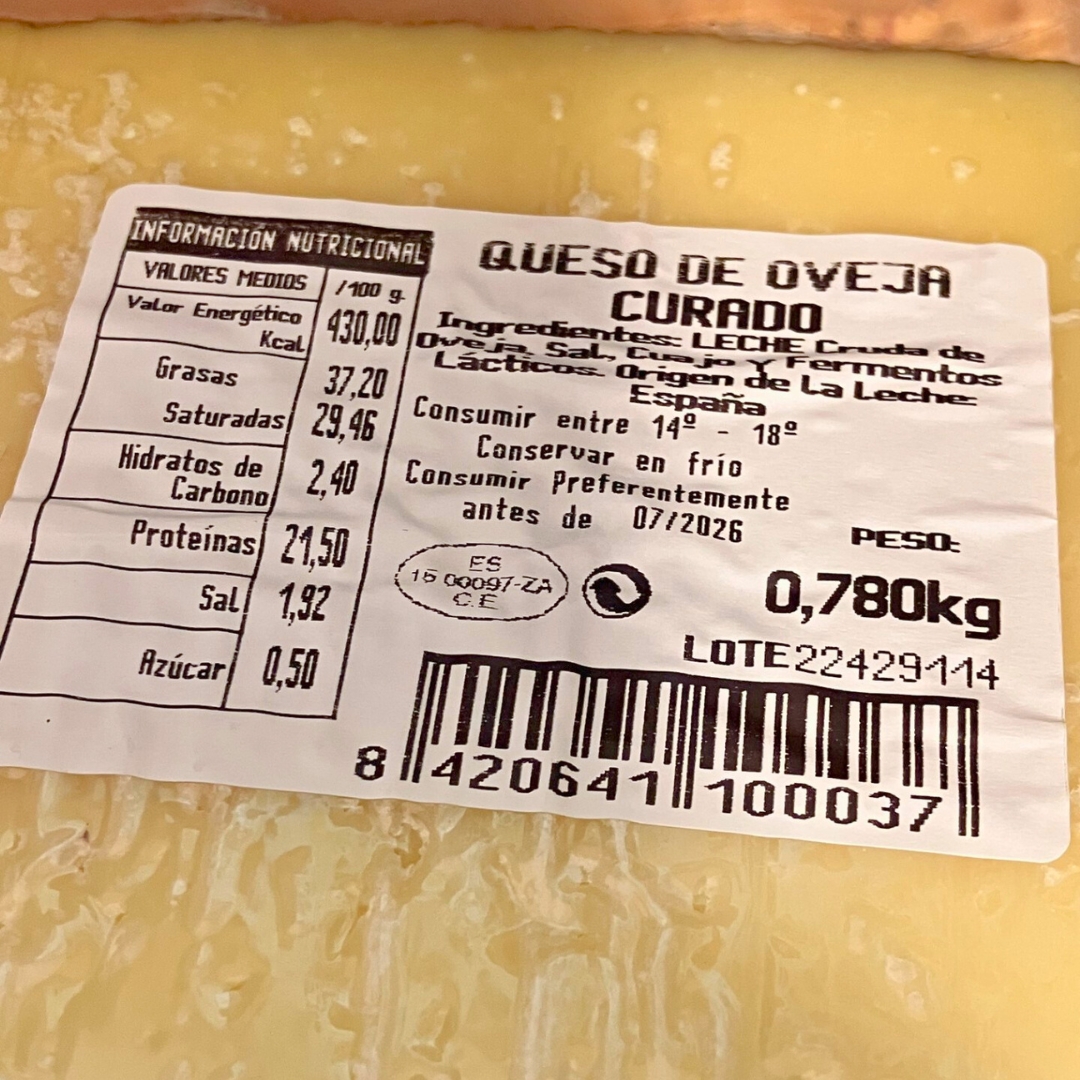 INFORMACIÓN NUTRICIONAL
VALORES MEDIOS /100 g.
Valor Energético
Kcal 430,00
Grasas 37,20
Saturadas 29,46
Hidratos de
Carbono 2,40
Proteínas 21,50
Sal 1,92
Azúcar 0,50
QUESO DE OVEJA
CURADO
Ingredientes: LECHE Cruda de
Oveja, Sal, Cuajo Y Fermentos
Lácticos. Origen de La Leche:
España
Consumir entre 14º - 18º
Conservar en frío
Consumir Preferentemente
antes de 07/2026
ES
15 00097-ZA
C.E
PESO:
0,780kg
LOTE22429114
8 420641 100037